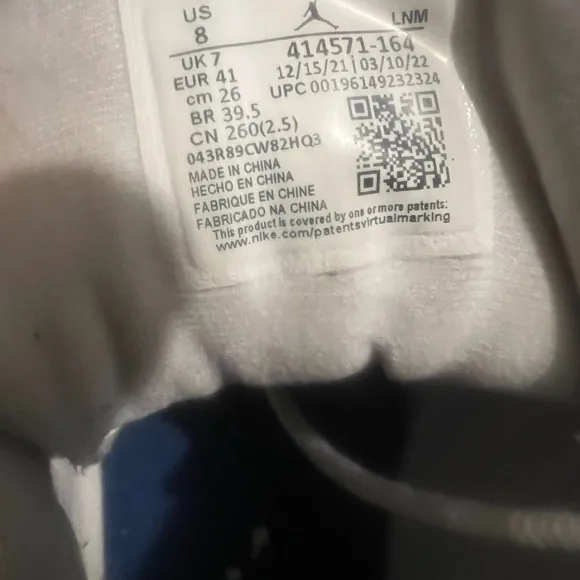 US
8
LNM
UK 7
414571-164
EUR 41
12/15/21 | 03/10/22
cm 26
UPC 00196149232324
BR 39.5
CN 260(2.5)
043R89CW82HQ3
MADE IN CHINA
HECHO EN CHINA
FABRIQUE EN CHINE
FABRICADO NA CHINA
This product is covered by one or more patents:
www.nike.com/patentsvirtualmarking